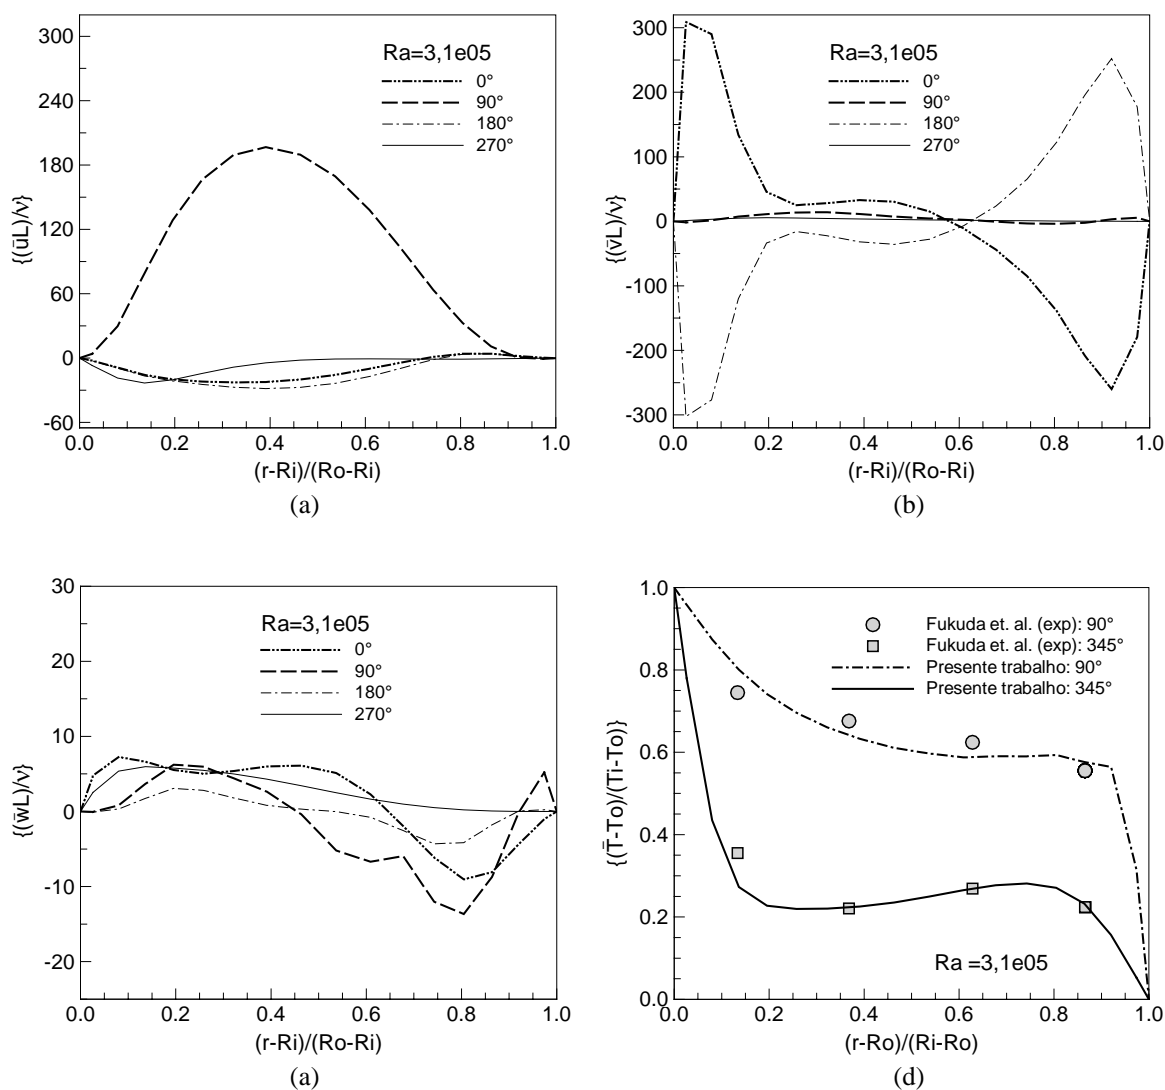 {(ūL)/ν}
300
240
180
120
60
0
-60
Ra=3,1e05
0°
90°
180°
270°
0.0 0.2 0.4 0.6 0.8 1.0
(r-Ri)/(Ro-Ri)
(a)
{(v̄L)/ν}
300
200
100
0
-100
-200
-300
Ra=3,1e05
0°
90°
180°
270°
0.0 0.2 0.4 0.6 0.8 1.0
(r-Ri)/(Ro-Ri)
(b)
{(w̄L)/ν}
30
20
10
0
-10
-20
Ra=3,1e05
0°
90°
180°
270°
0.0 0.2 0.4 0.6 0.8 1.0
(r-Ri)/(Ro-Ri)
(a)
{(T̄-To)/(Ti-To)}
1.0
0.8
0.6
0.4
0.2
0.0
Fukuda et. al. (exp): 90°
Fukuda et. al. (exp): 345°
Presente trabalho: 90°
Presente trabalho: 345°
Ra =3,1e05
0.0 0.2 0.4 0.6 0.8 1.0
(r-Ro)/(Ri-Ro)
(d)